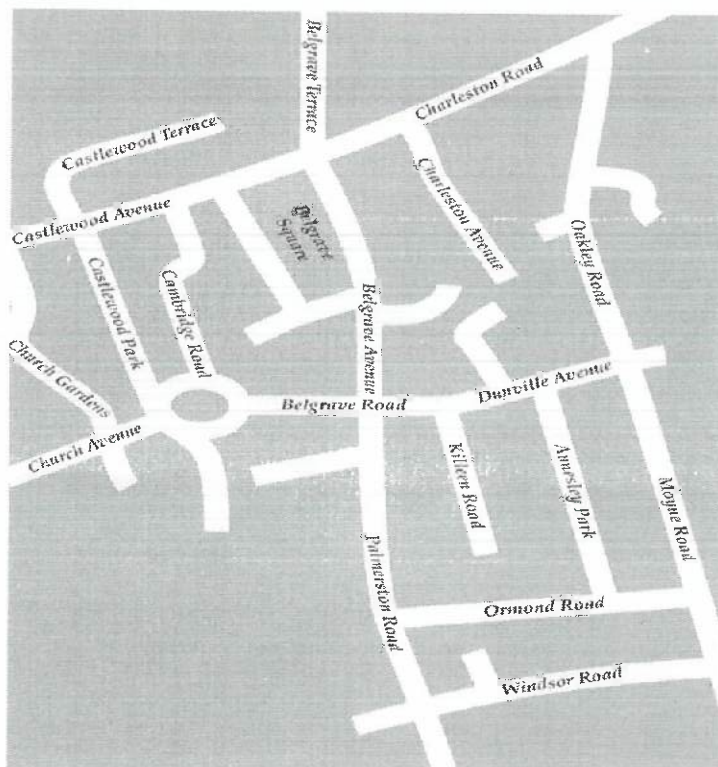 Belgrave Terrace
Charleston Road
Castlewood Terrace
Charleston Avenue
Castlewood Avenue
Belgrave
Square
Oakley Road
Castlewood Park
Cambridge Road
Belgrave Avenue
Church Gardens
Dunville Avenue
Belgrave Road
Church Avenue
Killeen Road
Annesley Park
Moyne Road
Palmerston Road
Ormond Road
Windsor Road